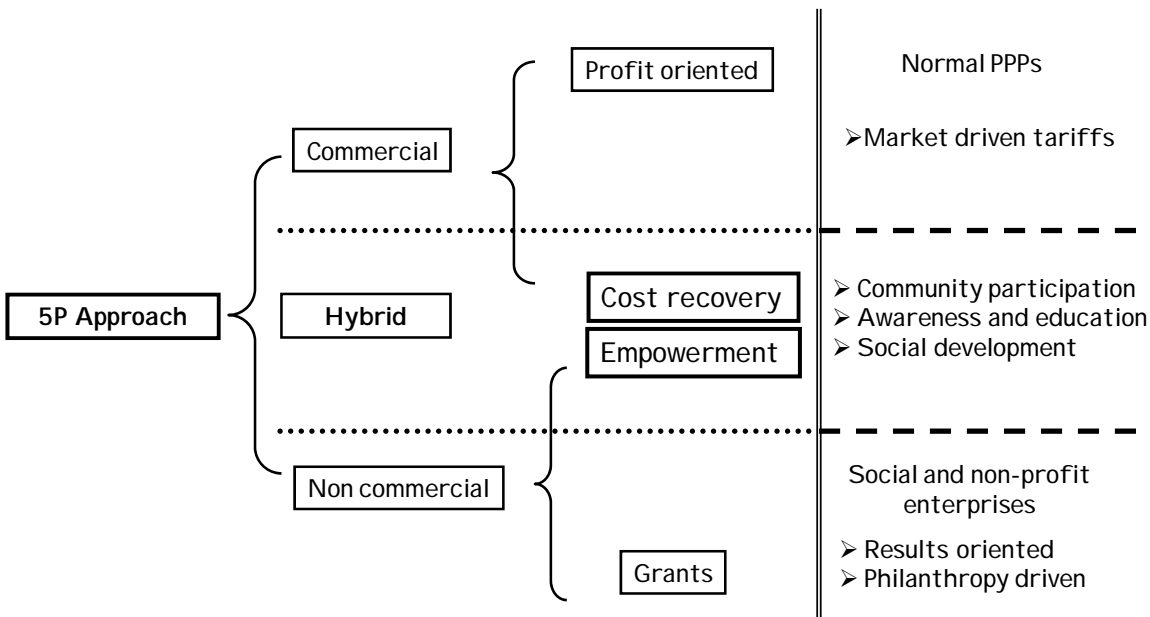 Profit oriented
Normal PPPs
Commercial
➢Market driven tariffs
5P Approach
Hybrid
Cost recovery
Empowerment
➢ Community participation
➢ Awareness and education
➢ Social development
Non commercial
Grants
Social and non-profit
enterprises
➢ Results oriented
➢ Philanthropy driven